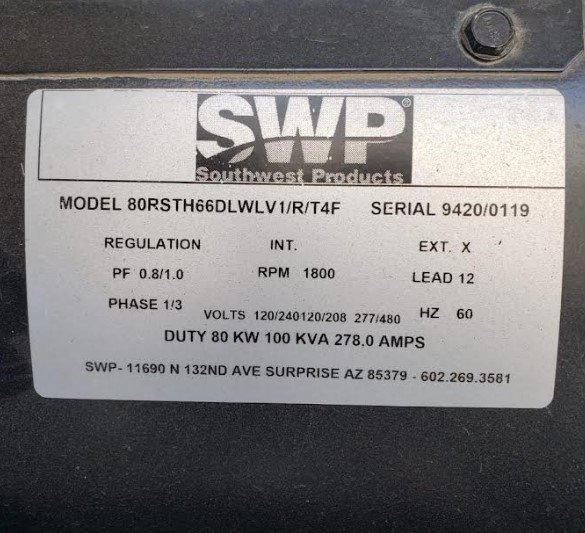 SWP®
Southwest Products
MODEL 80RSTH66DLWLV1/R/T4F SERIAL 9420/0119
REGULATION INT. EXT. X
PF 0.8/1.0 RPM 1800 LEAD 12
PHASE 1/3 VOLTS 120/240120/208 277/480 HZ 60
DUTY 80 KW 100 KVA 278.0 AMPS
SWP- 11690 N 132ND AVE SURPRISE AZ 85379 - 602.269.3581